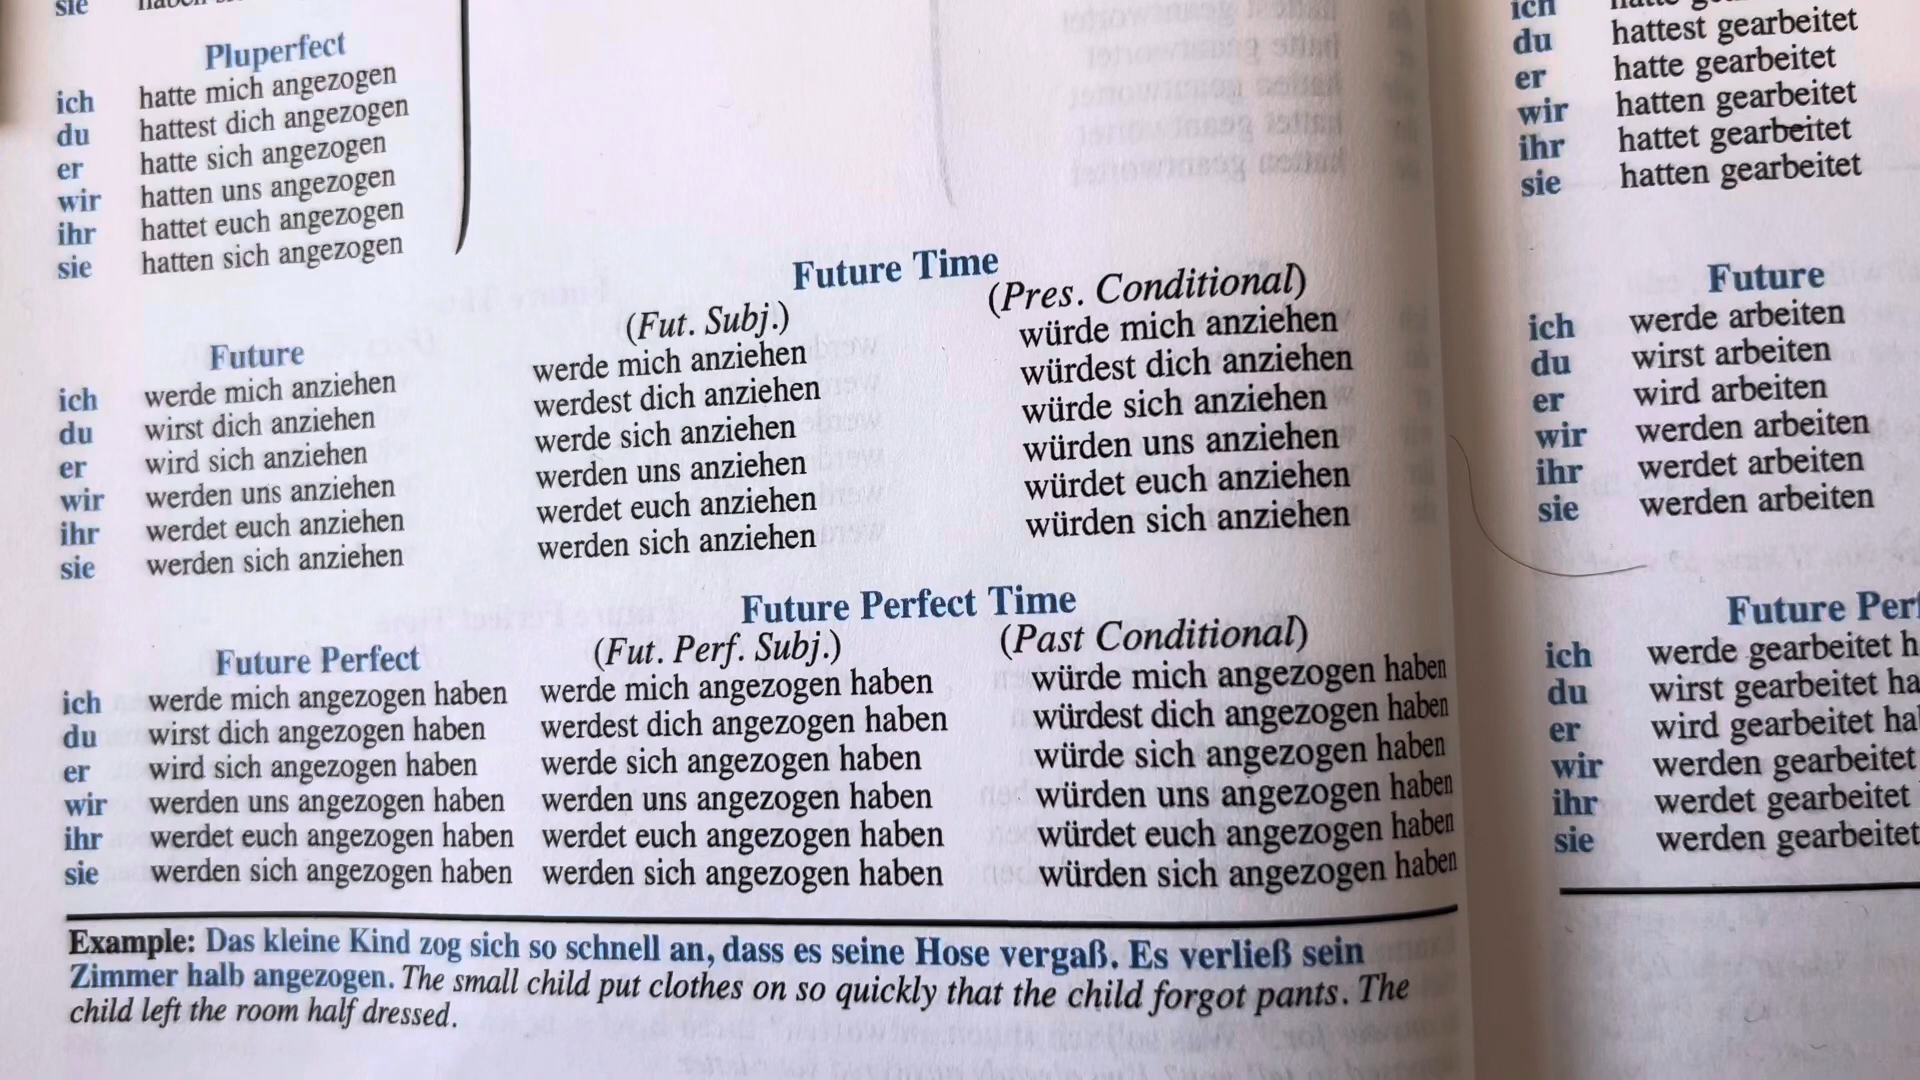 sie
Pluperfect
ich hatte mich angezogen
du hattest dich angezogen
er hatte sich angezogen
wir hatten uns angezogen
ihr hattet euch angezogen
sie hatten sich angezogen
Future Time
Future (Fut. Subj.) (Pres. Conditional)
ich werde mich anziehen werde mich anziehen würde mich anziehen
du wirst dich anziehen werdest dich anziehen würdest dich anziehen
er wird sich anziehen werde sich anziehen würde sich anziehen
wir werden uns anziehen werden uns anziehen würden uns anziehen
ihr werdet euch anziehen werdet euch anziehen würdet euch anziehen
sie werden sich anziehen werden sich anziehen würden sich anziehen
Future Perfect Time
Future Perfect (Fut. Perf. Subj.) (Past Conditional)
ich werde mich angezogen haben werde mich angezogen haben würde mich angezogen haben
du wirst dich angezogen haben werdest dich angezogen haben würdest dich angezogen haben
er wird sich angezogen haben werde sich angezogen haben würde sich angezogen haben
wir werden uns angezogen haben werden uns angezogen haben würden uns angezogen haben
ihr werdet euch angezogen haben werdet euch angezogen haben würdet euch angezogen haben
sie werden sich angezogen haben werden sich angezogen haben würden sich angezogen haben
Example: Das kleine Kind zog sich so schnell an, dass es seine Hose vergaß. Es verließ sein
Zimmer halb angezogen. The small child put clothes on so quickly that the child forgot pants. The
child left the room half dressed.
ich
du hattest gearbeitet
er hatte gearbeitet
wir hatten gearbeitet
ihr hattet gearbeitet
sie hatten gearbeitet
Future
ich werde arbeiten
du wirst arbeiten
er wird arbeiten
wir werden arbeiten
ihr werdet arbeiten
sie werden arbeiten
Future Perf
ich werde gearbeitet h
du wirst gearbeitet ha
er wird gearbeitet ha
wir werden gearbeitet
ihr werdet gearbeitet
sie werden gearbeitet